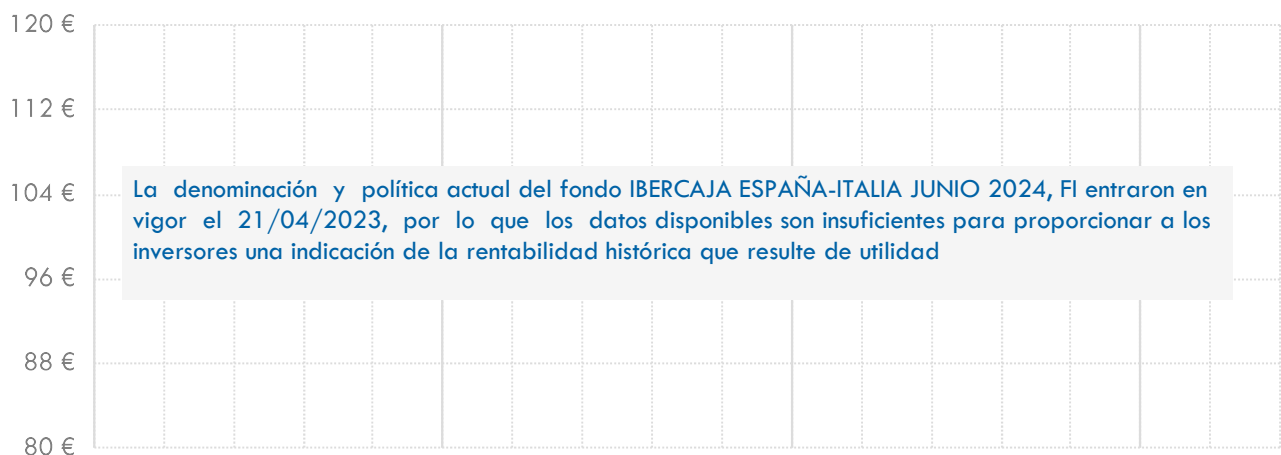 120 €
112 €
104 €
La denominación y política actual del fondo IBERCAJA ESPAÑA-ITALIA JUNIO 2024, FI entraron en
vigor el 21/04/2023, por lo que los datos disponibles son insuficientes para proporcionar a los
inversores una indicación de la rentabilidad histórica que resulte de utilidad
96 €
88 €
80 €